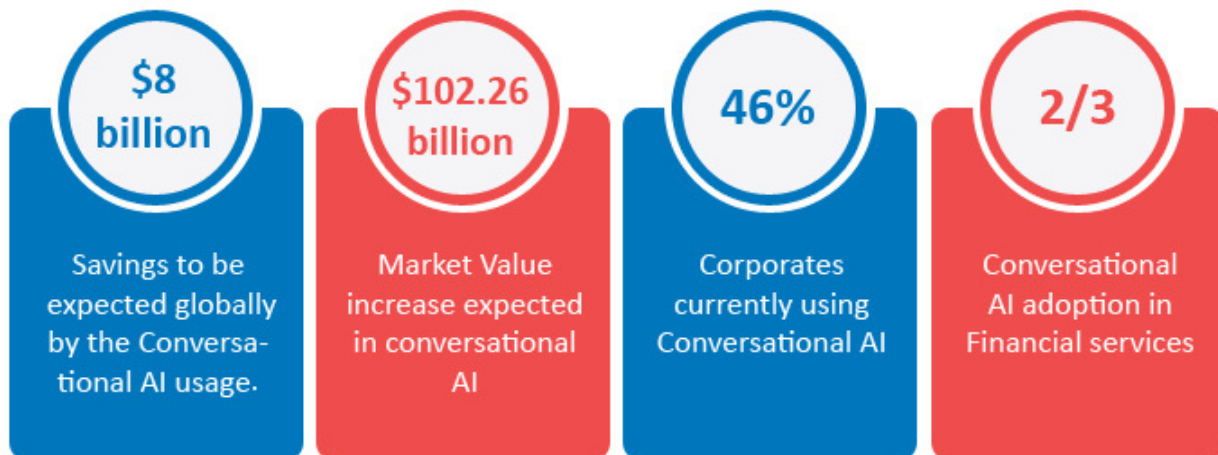 $8
billion
Savings to be
expected globally
by the Conversa-
tional AI usage.
$102.26
billion
Market Value
increase expected
in conversational
AI
46%
Corporates
currently using
Conversational AI
2/3
Conversational
AI adoption in
Financial services